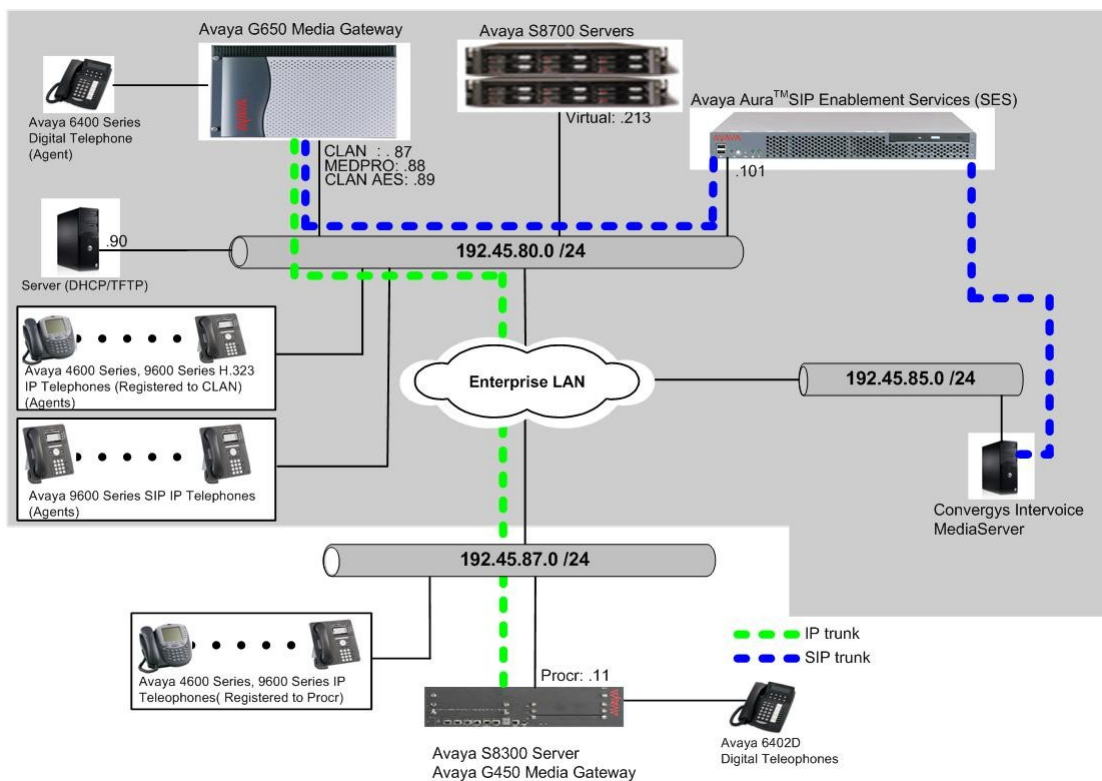 Avaya G650 Media Gateway
Avaya S8700 Servers
Avaya Aura™SIP Enablement Services (SES)
Avaya 6400 Series
Digital Telephone
(Agent)
Virtual: .213
AVAYA
CLAN : . 87
MEDPRO: .88
CLAN AES: .89
.101
.90
192.45.80.0 /24
Server (DHCP/TFTP)
Avaya 4600 Series, 9600 Series H.323
IP Telephones (Registered to CLAN)
(Agents)
Enterprise LAN
192.45.85.0 /24
Avaya 9600 Series SIP IP Telephones
(Agents)
Convergys Intervoice
MediaServer
192.45.87.0 /24
IP trunk
SIP trunk
Avaya 4600 Series, 9600 Series IP
Teleophones( Registered to Procr)
Procr: .11
Avaya 6402D
Digital Teleophones
Avaya S8300 Server
Avaya G450 Media Gateway